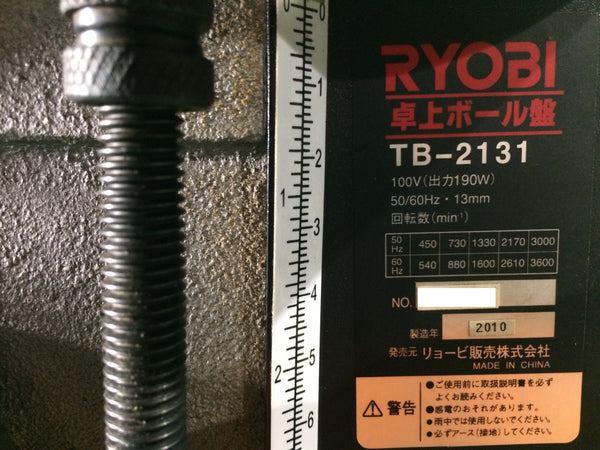 RYOBI
卓上ボール盤
TB-2131
100V(出力190W)
50/60Hz・13mm
回転数(min⁻¹)
50Hz 450 730 1330 2170 3000
60Hz 540 880 1600 2610 3600
NO.
製造年 2010
発売元 リョービ販売株式会社
MADE IN CHINA
警告
●ご使用前に取扱説明書を必ず
よくお読みください。
●感電のおそれがあります。
●雨中では使用しないでください。
●必ずアース(接地)してください。
0 0
1
2
1
3
4
5
2
6